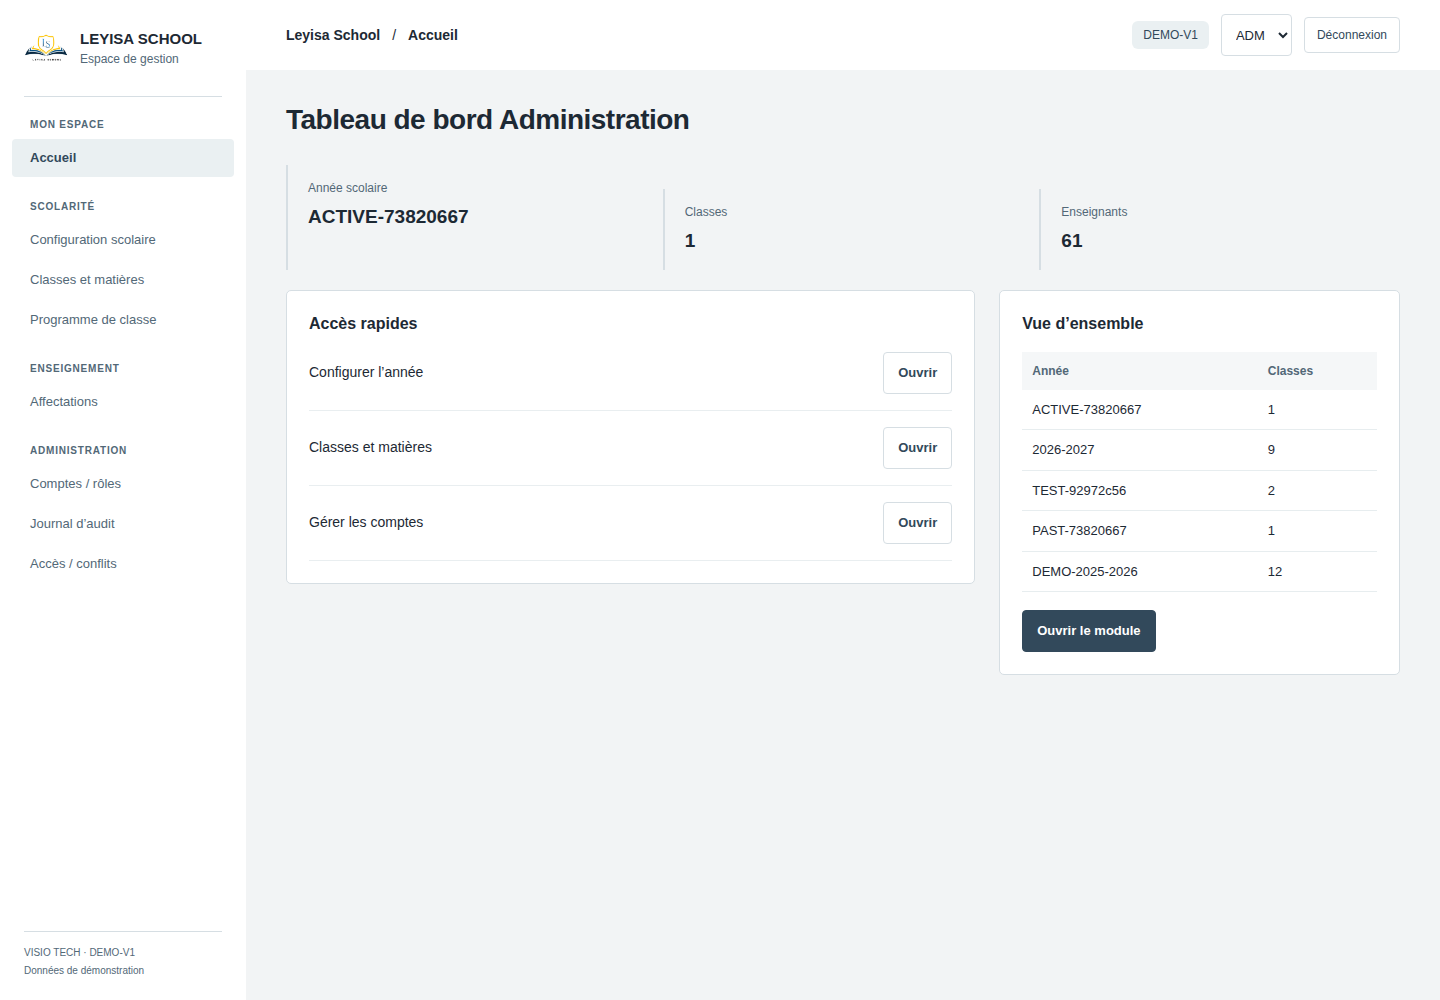 LEYISA SCHOOL
Espace de gestion
MON ESPACE
Accueil
SCOLARITÉ
Configuration scolaire
Classes et matières
Programme de classe
ENSEIGNEMENT
Affectations
ADMINISTRATION
Comptes / rôles
Journal d’audit
Accès / conflits
VISIO TECH · DEMO-V1
Données de démonstration
Leyisa School / Accueil
DEMO-V1
ADM
Déconnexion
Tableau de bord Administration
Année scolaire
ACTIVE-73820667
Classes
1
Enseignants
61
Accès rapides
Configurer l’année Ouvrir
Classes et matières Ouvrir
Gérer les comptes Ouvrir
Vue d’ensemble
Année Classes
ACTIVE-73820667 1
2026-2027 9
TEST-92972c56 2
PAST-73820667 1
DEMO-2025-2026 12
Ouvrir le module